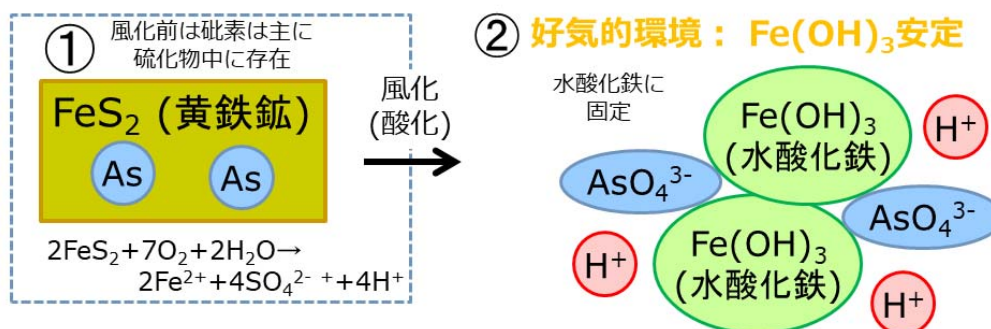 ①
風化前は砒素は主に
硫化物中に存在
FeS₂ (黄鉄鉱)
As
As
2FeS₂+7O₂+2H₂O→
2Fe²⁺+4SO₄²⁻ ⁺+4H⁺
風化
(酸化)
② 好気的環境： Fe(OH)₃安定
水酸化鉄に
固定
Fe(OH)₃
(水酸化鉄)
H⁺
AsO₄³⁻
AsO₄³⁻
Fe(OH)₃
(水酸化鉄)
H⁺
H⁺